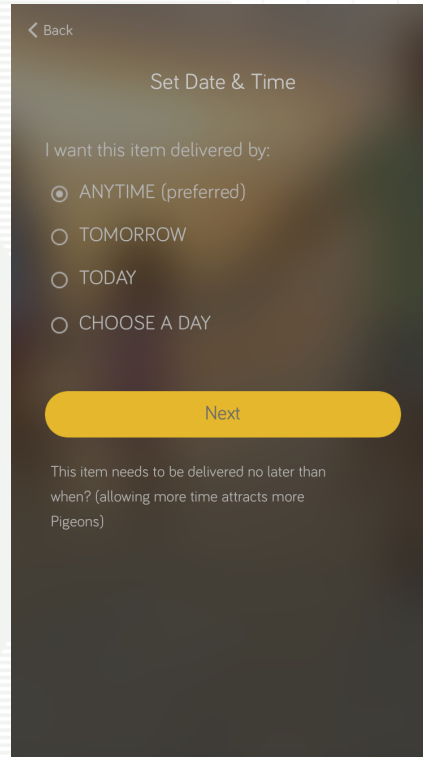 Back
Set Date & Time
I want this item delivered by:
ANYTIME (preferred)
TOMORROW
TODAY
CHOOSE A DAY
Next
This item needs to be delivered no later than
when? (allowing more time attracts more
Pigeons)